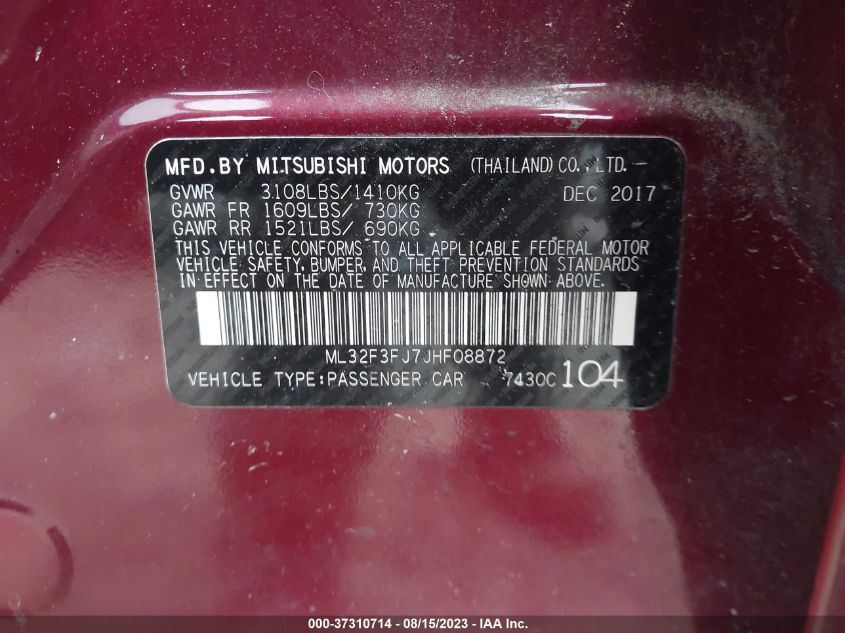 MFD.BY MITSUBISHI MOTORS (THAILAND)CO.,LTD.
GVWR 3108LBS/1410KG DEC 2017
GAWR FR 1609LBS/ 730KG
GAWR RR 1521LBS/ 690KG
THIS VEHICLE CONFORMS TO ALL APPLICABLE FEDERAL MOTOR
VEHICLE SAFETY, BUMPER, AND THEFT PREVENTION STANDARDS
IN EFFECT ON THE DATE OF MANUFACTURE SHOWN ABOVE.
ML32F3FJ7JHF08872
VEHICLE TYPE:PASSENGER CAR 7430C 104
000-37310714 - 08/15/2023 - IAA Inc.